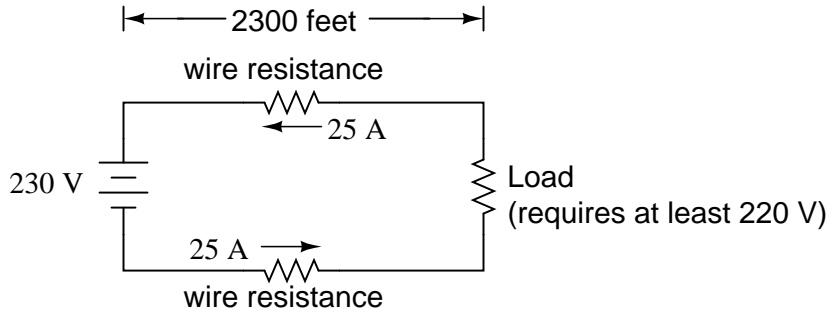 2300 feet
wire resistance
25 A
230 V
Load
(requires at least 220 V)
25 A
wire resistance